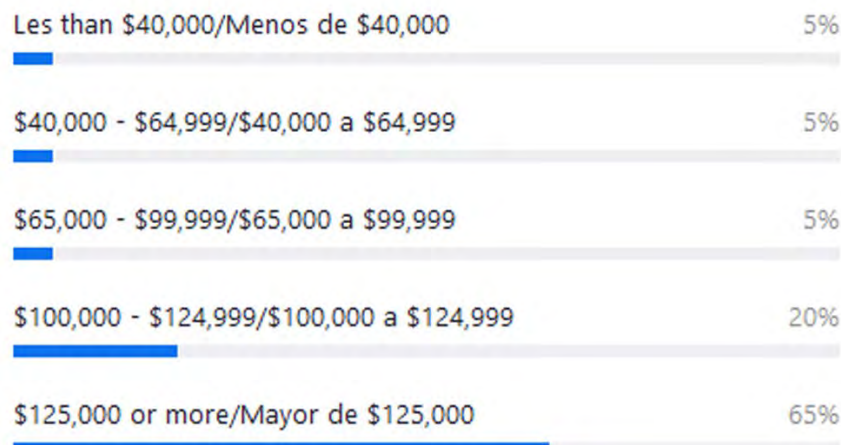 Les than $40,000/Menos de $40,000 5%
$40,000 - $64,999/$40,000 a $64,999 5%
$65,000 - $99,999/$65,000 a $99,999 5%
$100,000 - $124,999/$100,000 a $124,999 20%
$125,000 or more/Mayor de $125,000 65%